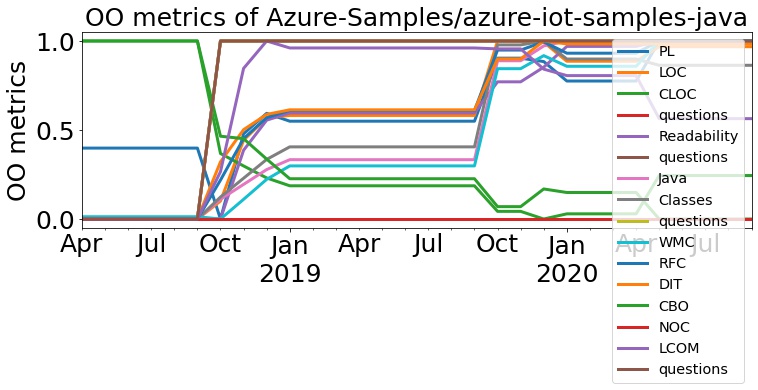 OO metrics of Azure-Samples/azure-iot-samples-java
OO metrics
1.0
0.5
0.0
Apr Jul Oct Jan Apr Jul Oct Jan Apr Jul
2019 2020
PL
LOC
CLOC
questions
Readability
questions
Java
Classes
questions
WMC
RFC
DIT
CBO
NOC
LCOM
questions